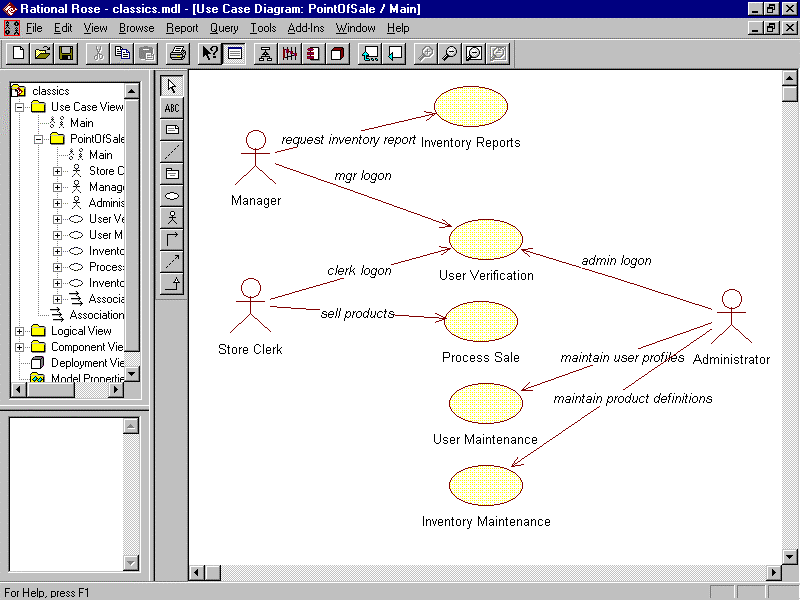 Rational Rose - classics.mdl - [Use Case Diagram: PointOfSale / Main]
File Edit View Browse Report Query Tools Add-Ins Window Help
classics
Use Case View
Main
PointOfSale
Main
Store C
Manag
Adminis
User Ve
User M
Invento
Proces
Invento
Associa
Association
Logical View
Component Vie
Deployment Vie
Model Propertie
ABC
request inventory report
Inventory Reports
Manager
mgr logon
User Verification
clerk logon
admin logon
Store Clerk
sell products
Process Sale
Administrator
maintain user profiles
User Maintenance
maintain product definitions
Inventory Maintenance
For Help, press F1